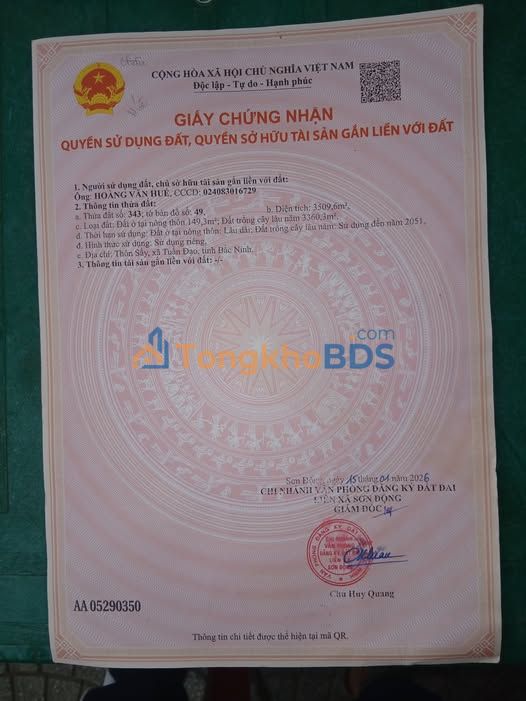 CỘNG HÒA XÃ HỘI CHỦ NGHĨA VIỆT NAM
Độc lập - Tự do - Hạnh phúc
GIẤY CHỨNG NHẬN
QUYỀN SỬ DỤNG ĐẤT, QUYỀN SỞ HỮU TÀI SẢN GẮN LIỀN VỚI ĐẤT
1. Người sử dụng đất, chủ sở hữu tài sản gắn liền với đất:
Ông: HOÀNG VĂN HUÊ, CCCD: 024083016729
2. Thông tin thửa đất:
a. Thửa đất số: 343; tờ bản đồ số: 49, b. Diện tích: 3509,6m²;
c. Loại đất: Đất ở tại nông thôn 149,3m²; Đất trồng cây lâu năm 3360,3m²;
d. Thời hạn sử dụng: Đất ở tại nông thôn: Lâu dài; Đất trồng cây lâu năm: Sử dụng đến năm 2051,
đ. Hình thức sử dụng: Sử dụng riêng,
e. Địa chỉ: Thôn Sầy, xã Tuấn Đạo, tỉnh Bắc Ninh.
3. Thông tin tài sản gắn liền với đất: -/-
TongkhoBDS.com
Sơn Động, ngày 15 tháng 01 năm 2026
CHI NHÁNH VĂN PHÒNG ĐĂNG KÝ ĐẤT ĐAI
LIÊN XÃ SƠN ĐỘNG
GIÁM ĐỐC
CHI NHÁNH
VĂN PHÒNG
SƠN ĐỘNG
Chu Huy Quang
AA 05290350
Thông tin chi tiết được thể hiện tại mã QR.